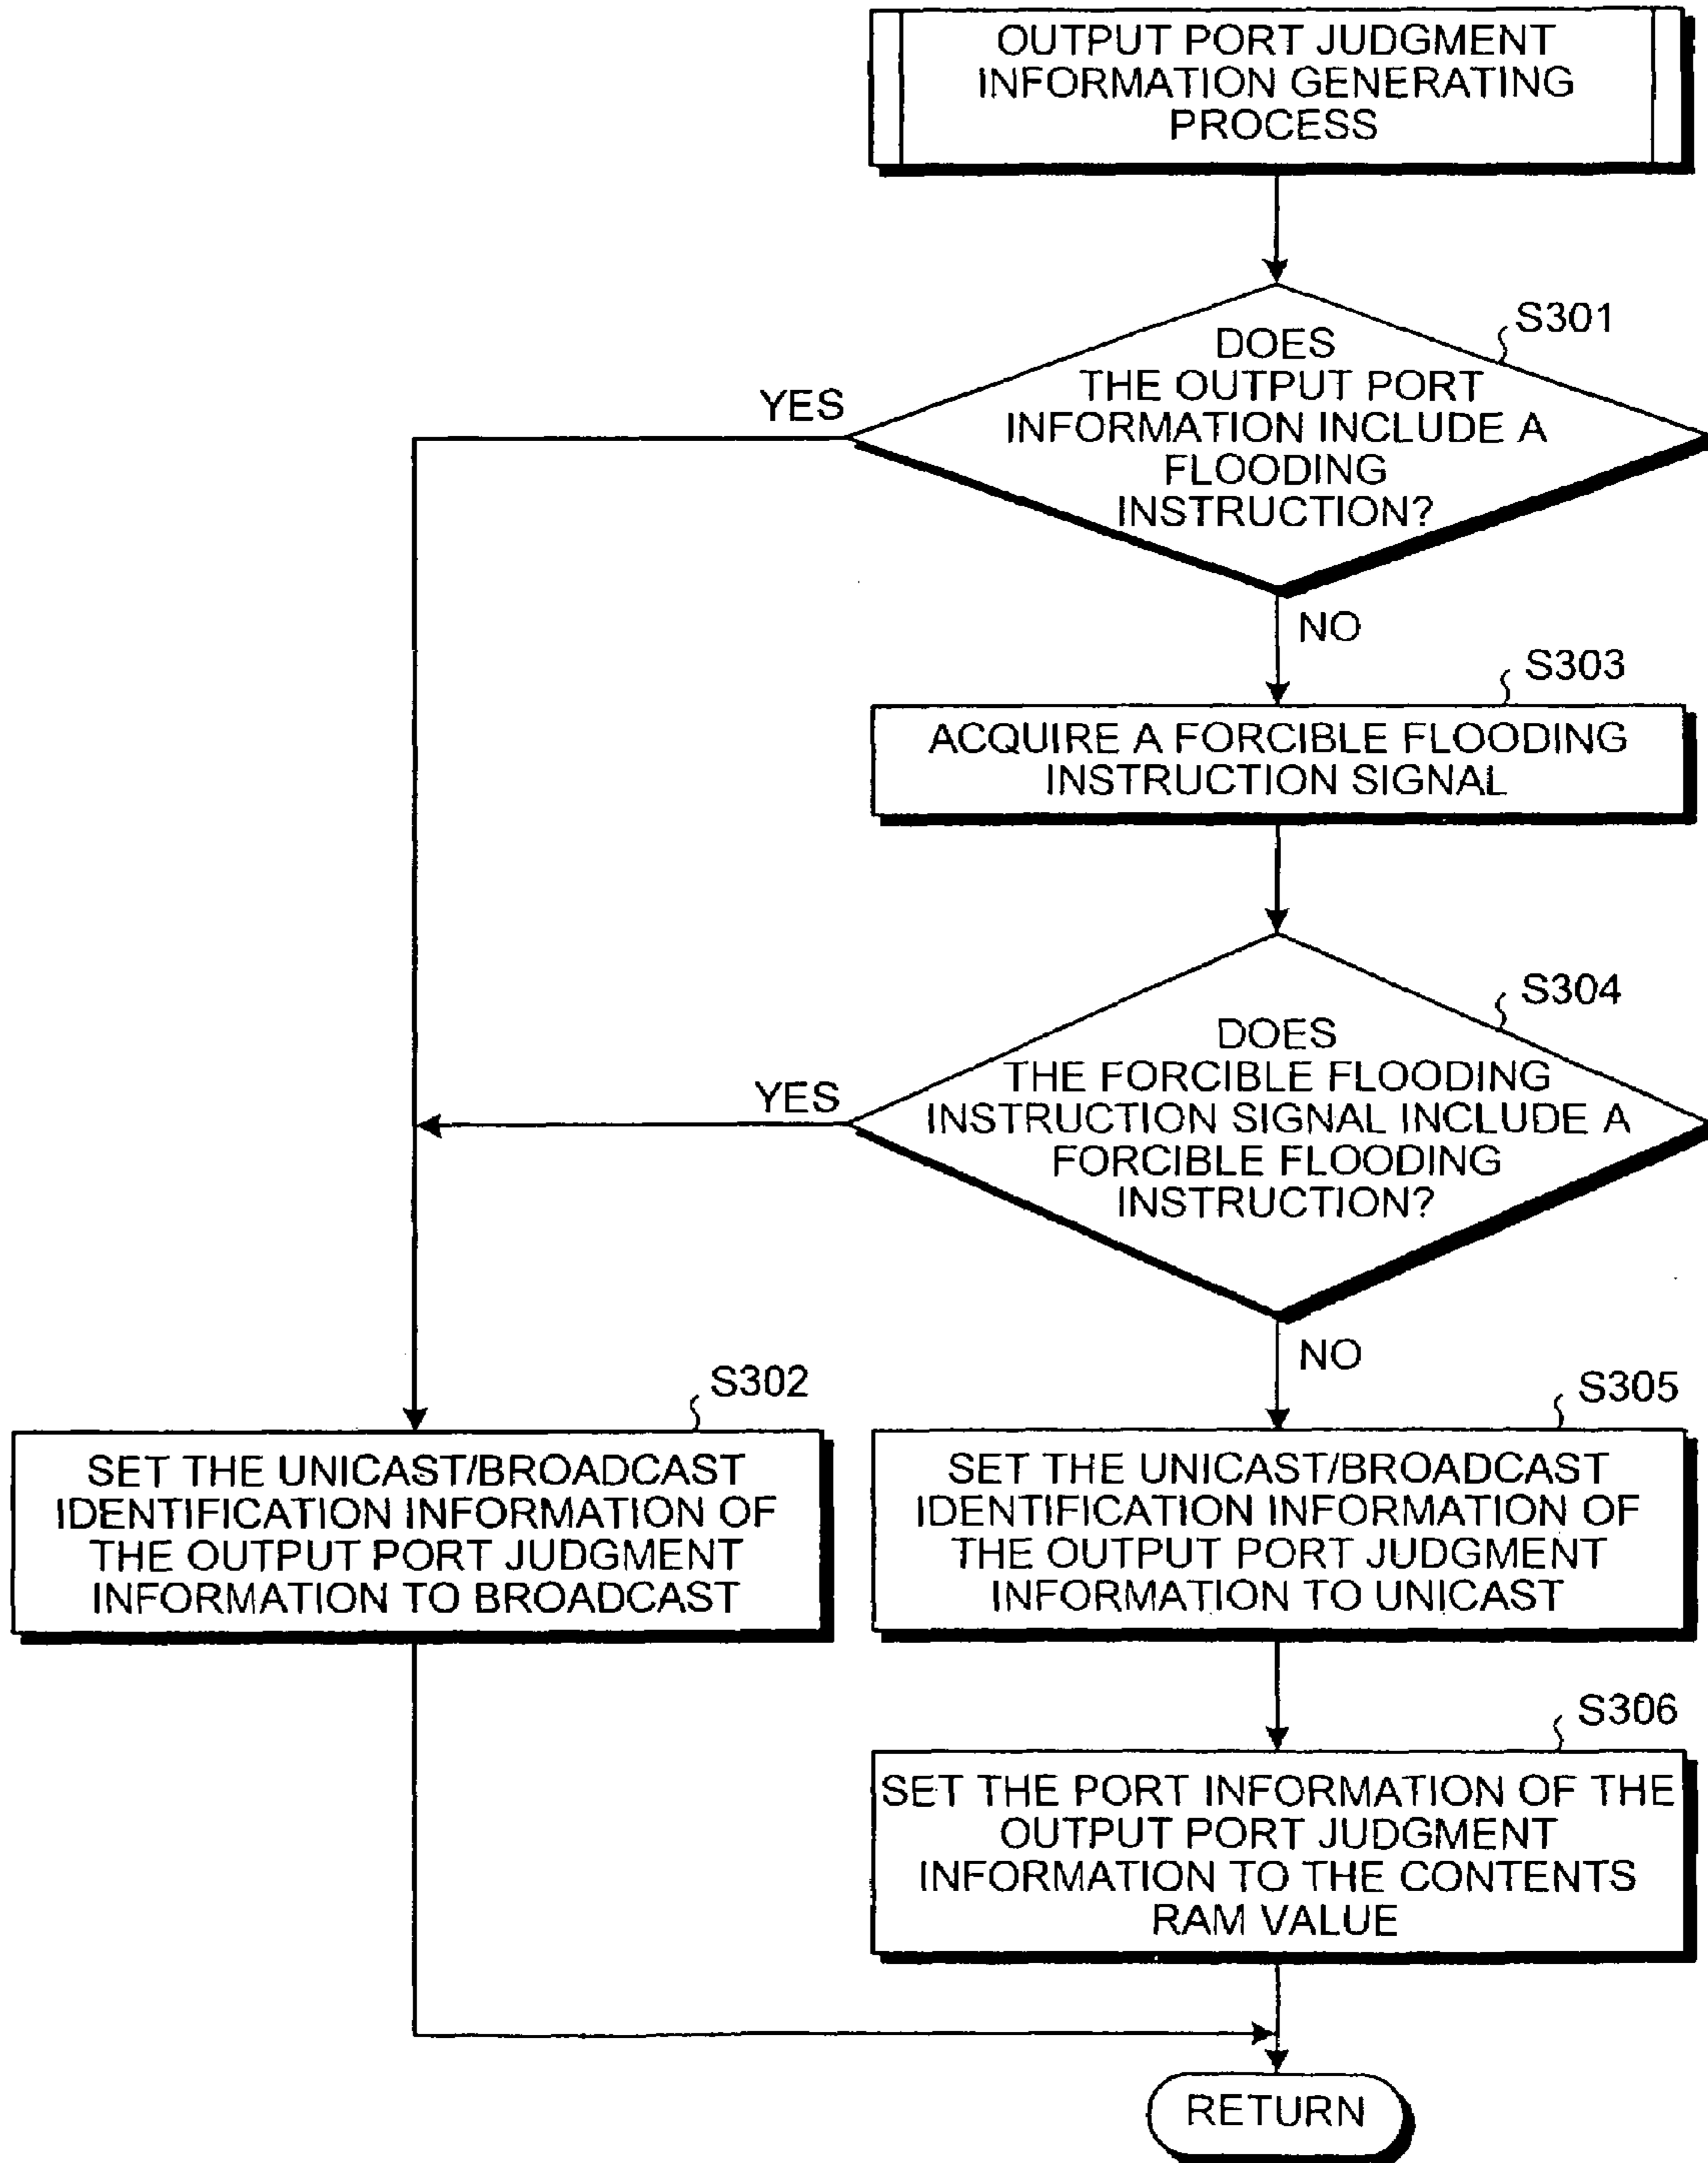 OUTPUT PORT JUDGMENT
INFORMATION GENERATING
PROCESS
S301
DOES
THE OUTPUT PORT
INFORMATION INCLUDE A
FLOODING
INSTRUCTION?
YES
NO
S303
ACQUIRE A FORCIBLE FLOODING
INSTRUCTION SIGNAL
S304
DOES
THE FORCIBLE FLOODING
INSTRUCTION SIGNAL INCLUDE A
FORCIBLE FLOODING
INSTRUCTION?
YES
NO
S302
SET THE UNICAST/BROADCAST
IDENTIFICATION INFORMATION OF
THE OUTPUT PORT JUDGMENT
INFORMATION TO BROADCAST
S305
SET THE UNICAST/BROADCAST
IDENTIFICATION INFORMATION OF
THE OUTPUT PORT JUDGMENT
INFORMATION TO UNICAST
S306
SET THE PORT INFORMATION OF THE
OUTPUT PORT JUDGMENT
INFORMATION TO THE CONTENTS
RAM VALUE
RETURN